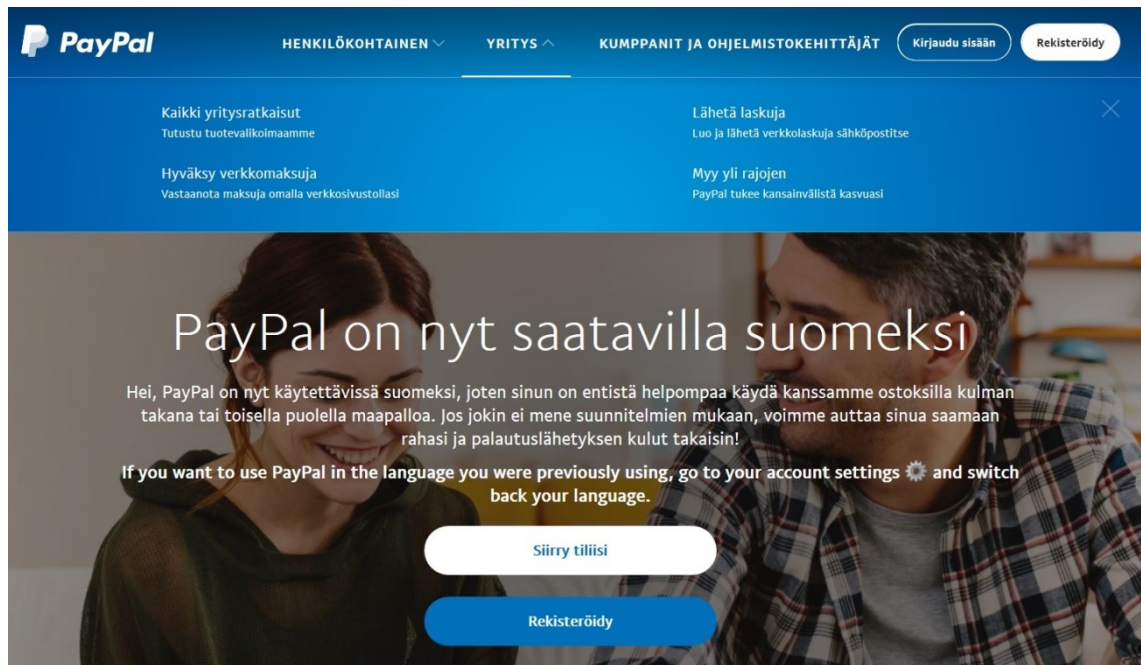 PayPal
HENKILÖKOHTAINEN
YRITYS
KUMPPANIT JA OHJELMISTOKEHITTÄJÄT
Kirjaudu sisään
Rekisteröidy
Kaikki yritysratkaisut
Tutustu tuotevalikoimaamme
Lähetä laskuja
Luo ja lähetä verkkolaskuja sähköpostitse
Hyväksy verkkomaksuja
Vastaanota maksuja omalla verkkosivustollasi
Myy yli rajojen
PayPal tukee kansainvälistä kasvuasi
PayPal on nyt saatavilla suomeksi
Hei, PayPal on nyt käytettävissä suomeksi, joten sinun on entistä helpompaa käydä kanssamme ostoksilla kulman
takana tai toisella puolella maapalloa. Jos jokin ei mene suunnitelmien mukaan, voimme auttaa sinua saamaan
rahasi ja palautuslähetyksen kulut takaisin!
If you want to use PayPal in the language you were previously using, go to your account settings and switch
back your language.
Siirry tiliisi
Rekisteröidy